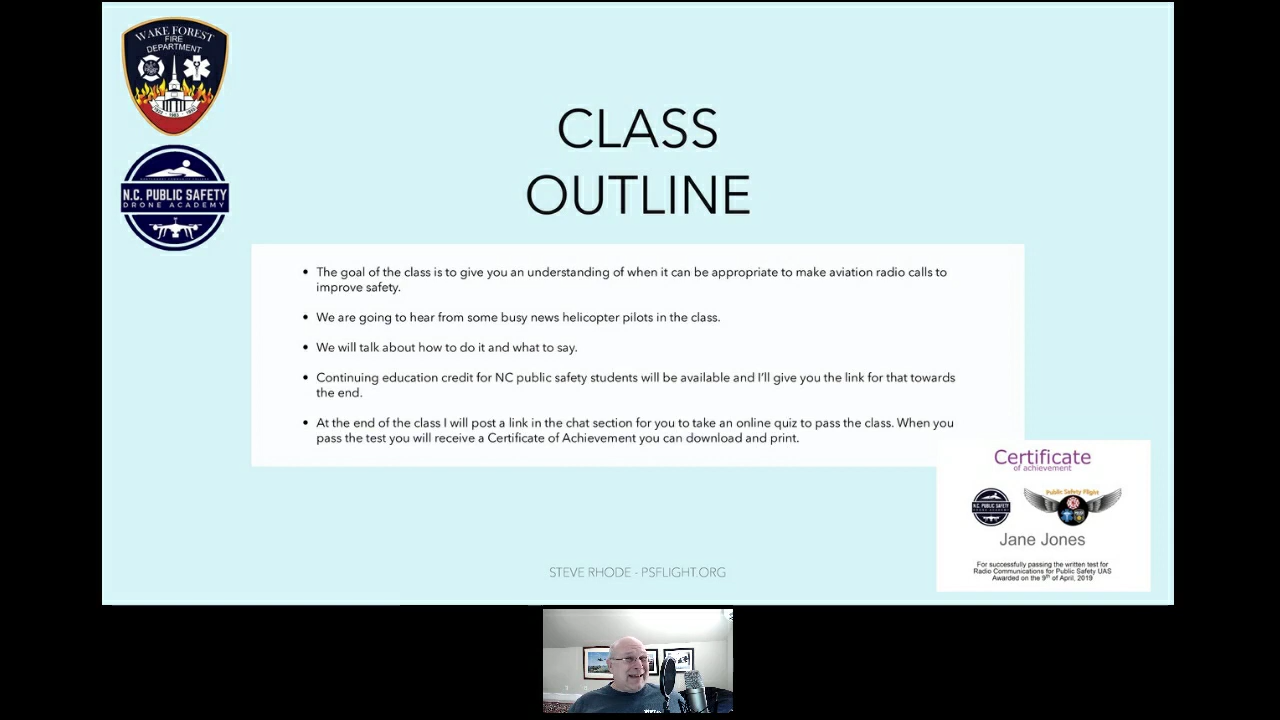 WAKE FOREST
FIRE
DEPARTMENT
N.C. PUBLIC SAFETY
DRONE ACADEMY
CLASS
OUTLINE
• The goal of the class is to give you an understanding of when it can be appropriate to make aviation radio calls to
improve safety.
• We are going to hear from some busy news helicopter pilots in the class.
• We will talk about how to do it and what to say.
• Continuing education credit for NC public safety students will be available and I'll give you the link for that towards
the end.
• At the end of the class I will post a link in the chat section for you to take an online quiz to pass the class. When you
pass the test you will receive a Certificate of Achievement you can download and print.
Certificate
of achievement
N.C. PUBLIC SAFETY
Public Safety Flight
Jane Jones
For successfully passing the written test for
Radio Communications for Public Safety UAS
Awarded on the 9th of April, 2019
STEVE RHODE - PSFLIGHT.ORG